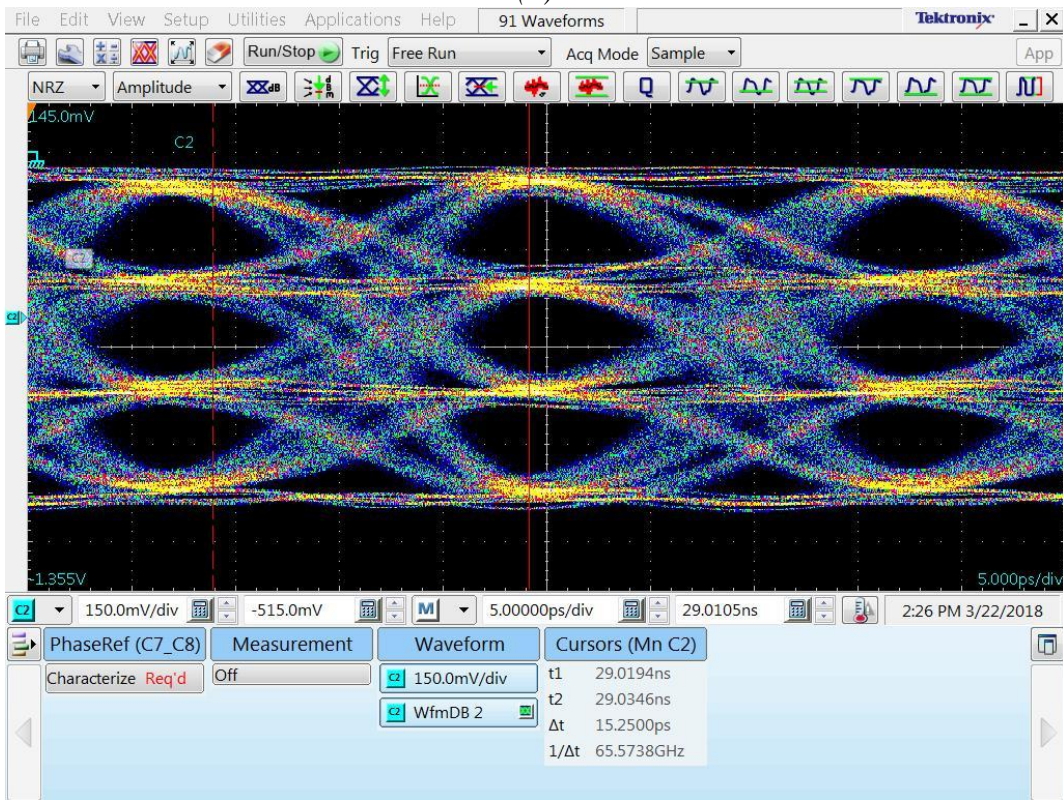 File Edit View Setup Utilities Applications Help 91 Waveforms Tektronix
Run/Stop Trig Free Run Acq Mode Sample App
NRZ Amplitude dB Q
145.0mV
C2
C2
C2
-1.355V 5.000ps/div
C2 150.0mV/div -515.0mV M 5.00000ps/div 29.0105ns 2:26 PM 3/22/2018
PhaseRef (C7_C8) Measurement Waveform Cursors (Mn C2)
Characterize Req'd Off C2 150.0mV/div t1 29.0194ns
C2 WfmDB 2 t2 29.0346ns
Δt 15.2500ps
1/Δt 65.5738GHz